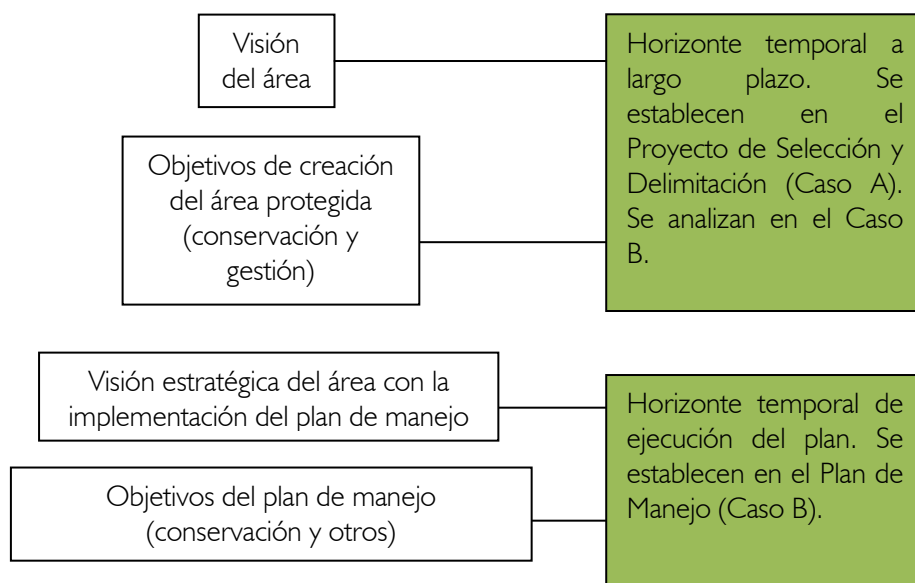 Visión
del área
Horizonte temporal a
largo plazo. Se
establecen en el
Proyecto de Selección y
Delimitación (Caso A).
Se analizan en el Caso
B.
Objetivos de creación
del área protegida
(conservación y
gestión)
Visión estratégica del área con la
implementación del plan de manejo
Horizonte temporal de
ejecución del plan. Se
establecen en el Plan de
Manejo (Caso B).
Objetivos del plan de manejo
(conservación y otros)